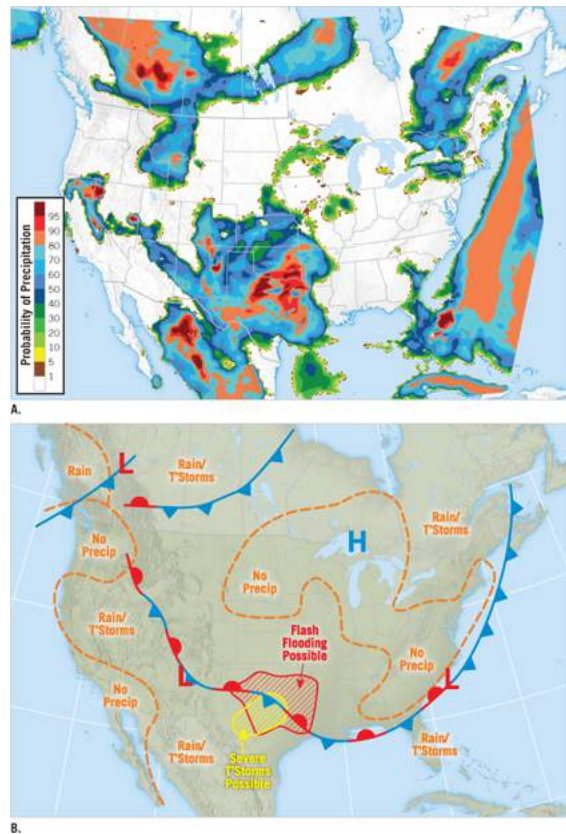 Probability of Precipitation
95
90
80
70
60
50
40
30
20
10
5
1
A.
Rain
L
Rain/
T'Storms
No
Precip
H
Rain/
T'Storms
No
Precip
Rain/
T'Storms
Flash
Flooding
Possible
No
Precip
L
L
No
Precip
Rain/
T'Storms
Severe
T'Storms
Possible
Rain/
T'Storms
B.